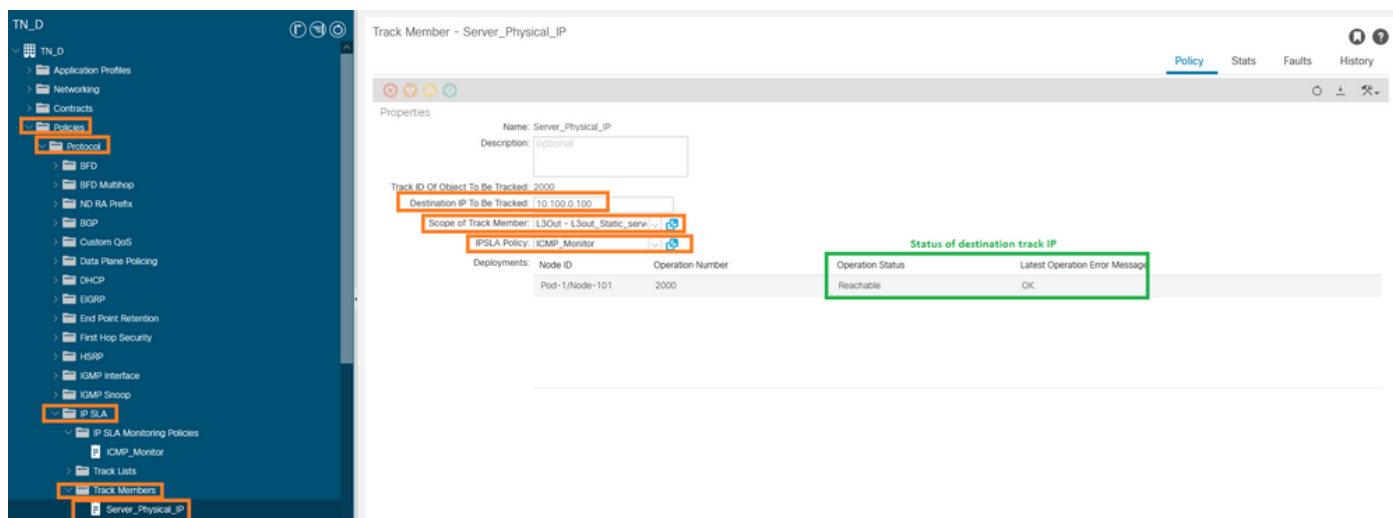 TN_D
TN_D
Application Profiles
Networking
Contracts
Policies
Protocol
BFD
BFD Multihop
ND RA Prefix
BGP
Custom QoS
Data Plane Policing
DHCP
EIGRP
End Point Retention
First Hop Security
HSRP
IGMP Interface
IGMP Snoop
IP SLA
IP SLA Monitoring Policies
ICMP_Monitor
Track Lists
Track Members
Server_Physical_IP
Track Member - Server_Physical_IP
Policy Stats Faults History
Properties
Name: Server_Physical_IP
Description: optional
Track ID Of Object To Be Tracked: 2000
Destination IP To Be Tracked: 10.100.0.100
Scope of Track Member: L3Out - L3out_Static_serv
IPSLA Policy: ICMP_Monitor
Status of destination track IP
Deployments: Node ID Operation Number Operation Status Latest Operation Error Message
Pod-1/Node-101 2000 Reachable OK